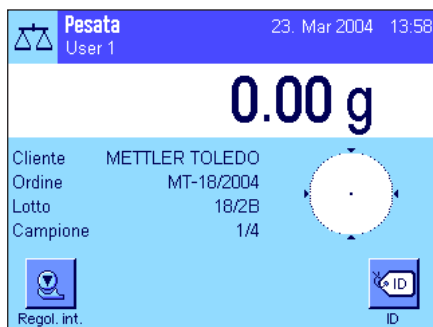 Pesata 23. Mar 2004 13:58
User 1
0.00 g
Cliente METTLER TOLEDO
Ordine MT-18/2004
Lotto 18/2B
Campione 1/4
ID
Regol. int. ID